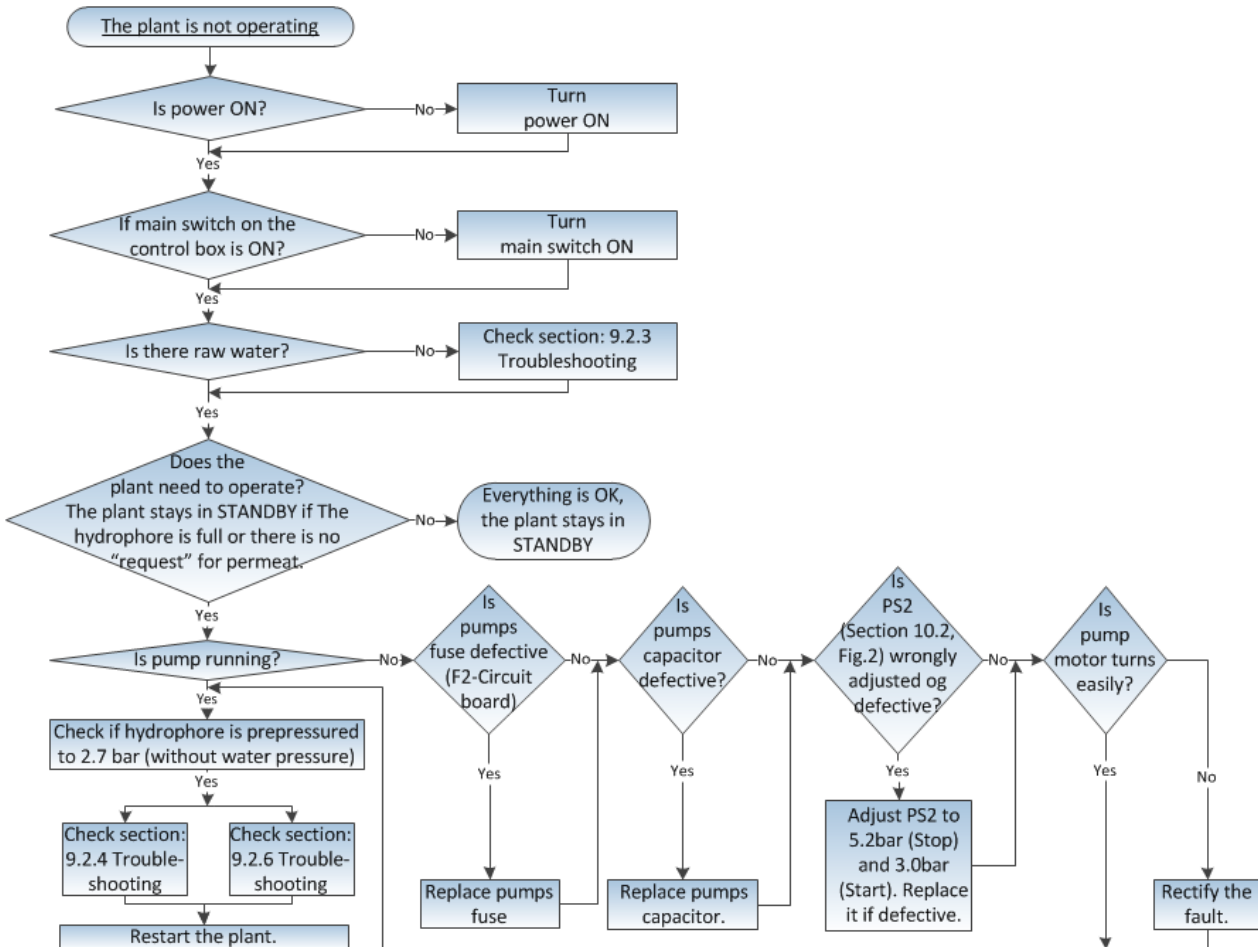 The plant is not operating
Is power ON?
No
Turn
power ON
Yes
If main switch on the
control box is ON?
No
Turn
main switch ON
Yes
Is there raw water?
No
Check section: 9.2.3
Troubleshooting
Yes
Does the
plant need to operate?
The plant stays in STANDBY if The
hydrophore is full or there is no
“request” for permeat.
No
Everything is OK,
the plant stays in
STANDBY
Yes
Is pump running?
No
Is
pumps
fuse defective
(F2-Circuit
board)
No
Is
pumps
capacitor
defective?
No
Is
PS2
(Section 10.2,
Fig.2) wrongly
adjusted og
defective?
No
Is
pump
motor turns
easily?
Yes
Check if hydrophore is prepressured
to 2.7 bar (without water pressure)
Yes
Check section:
9.2.4 Trouble-
shooting
Check section:
9.2.6 Trouble-
shooting
Restart the plant.
Yes
Replace pumps
fuse
Yes
Replace pumps
capacitor.
Yes
Adjust PS2 to
5.2bar (Stop)
and 3.0bar
(Start). Replace
it if defective.
Yes
No
Rectify the
fault.